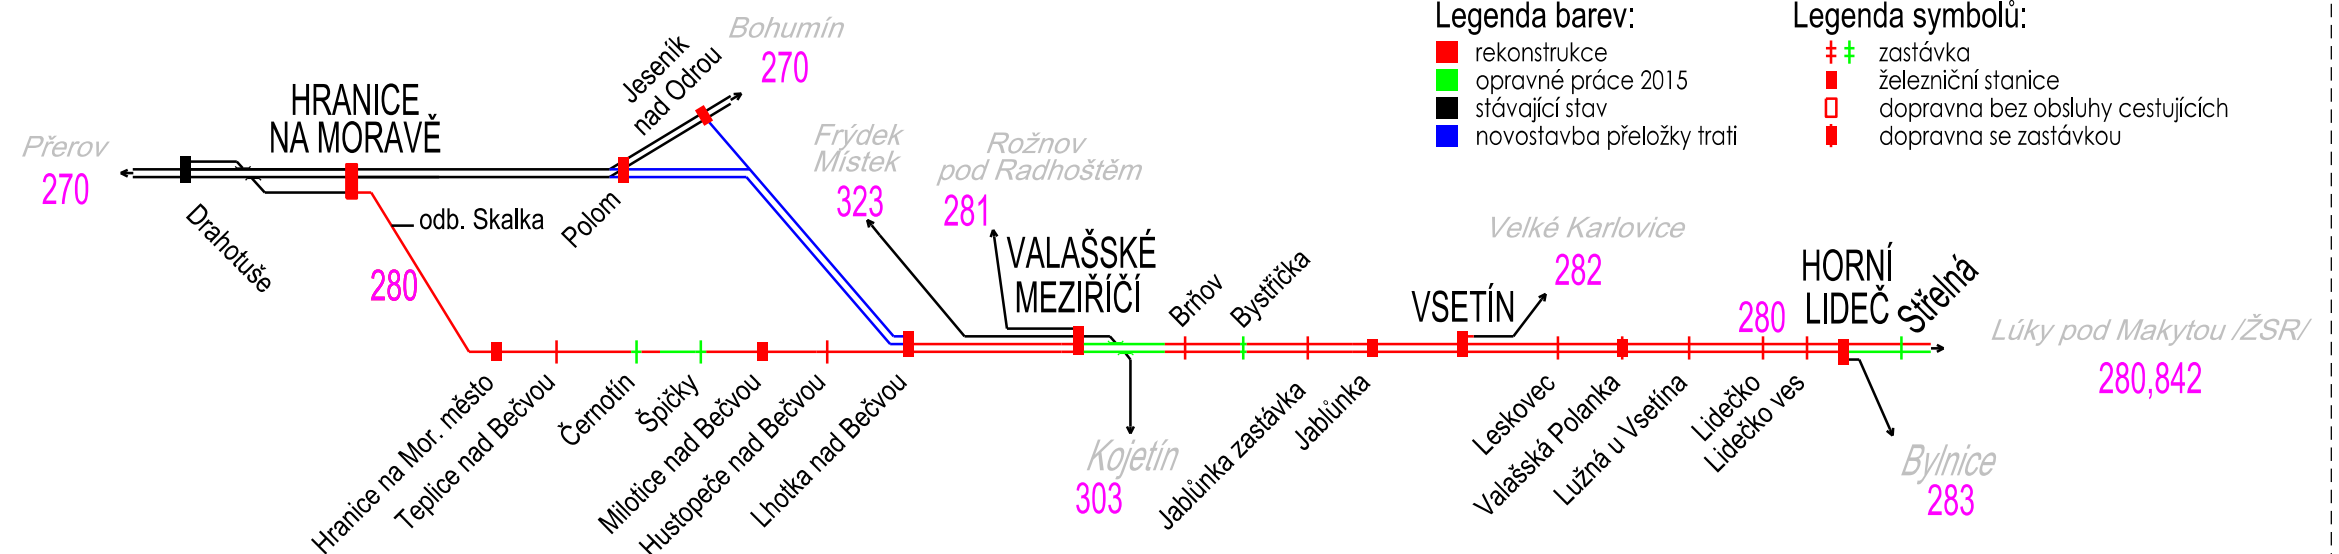 Legenda barev:
rekonstrukce
opravné práce 2015
stávající stav
novostavba přeložky trati
Legenda symbolů:
zastávka
železniční stanice
dopravna bez obsluhy cestujících
dopravna se zastávkou
Přerov
270
HRANICE
NA MORAVĚ
Drahotuše
odb. Skalka
280
Polom
Jeseník
nad Odrou
Bohumín
270
Frýdek
Místek
323
Rožnov
pod Radhoštěm
281
VALAŠSKÉ
MEZIŘÍČÍ
Brňov
Bystřička
VSETÍN
Velké Karlovice
282
280
HORNÍ
LIDEČ
Střelná
Lúky pod Makytou /ŽSR/
280,842
Hranice na Mor. město
Teplice nad Bečvou
Černotín
Špičky
Milotice nad Bečvou
Hustopeče nad Bečvou
Lhotka nad Bečvou
Kojetín
303
Jablůnka zastávka
Jablůnka
Leskovec
Valašská Polanka
Lužná u Vsetína
Lidečko
Lidečko ves
Bylnice
283